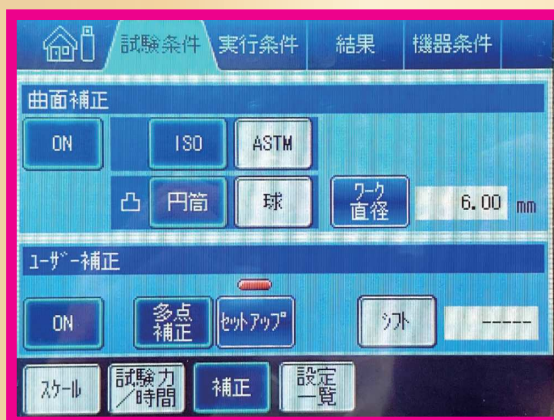 試験条件 実行条件 結果 機器条件
曲面補正
ON ISO ASTM
凸 円筒 球 ワーク直径 6.00 mm
ユーザー補正
ON 多点補正 セットアップ シフト -----
スケール 試験力/時間 補正 設定一覧